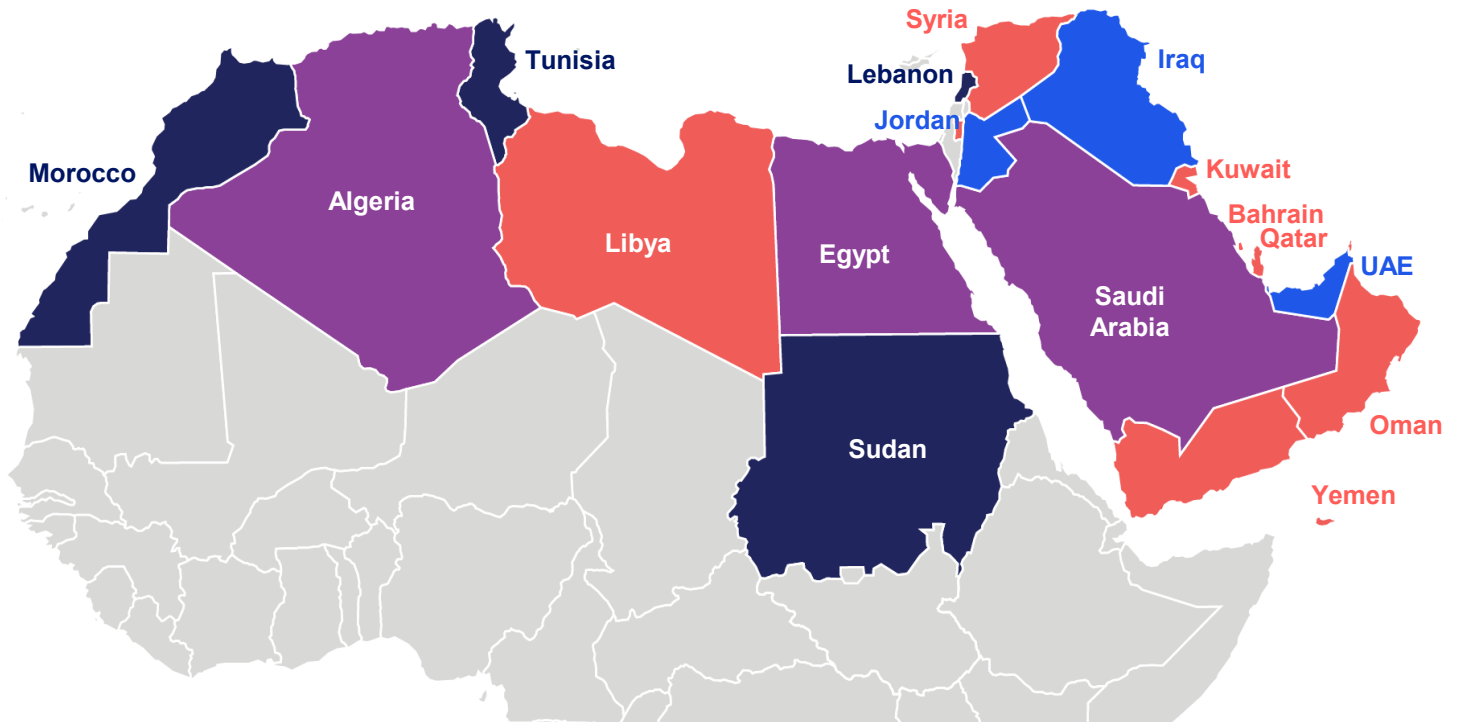 Syria
Tunisia
Iraq
Lebanon
Jordan
Morocco
Kuwait
Algeria
Bahrain
Qatar
Libya
Egypt
UAE
Saudi
Arabia
Oman
Sudan
Yemen